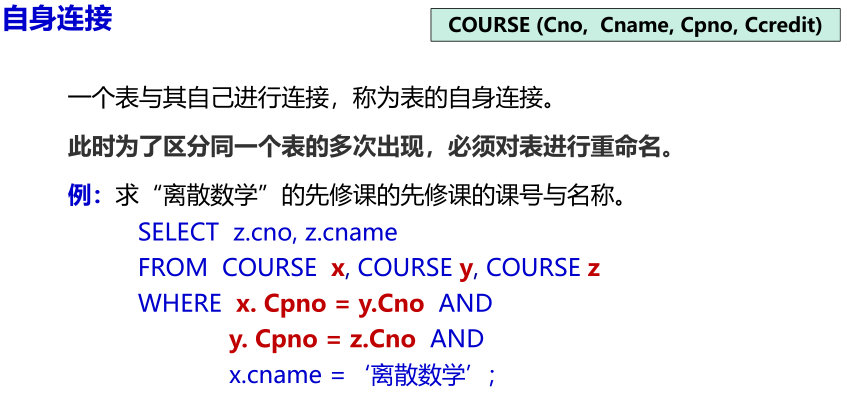 自身连接
COURSE (Cno, Cname, Cpno, Ccredit)
一个表与其自己进行连接，称为表的自身连接。
此时为了区分同一个表的多次出现，必须对表进行重命名。
例：求“离散数学”的先修课的先修课的课号与名称。
SELECT z.cno, z.cname
FROM COURSE x, COURSE y, COURSE z
WHERE x. Cpno = y.Cno AND
y. Cpno = z.Cno AND
x.cname =‘离散数学’;